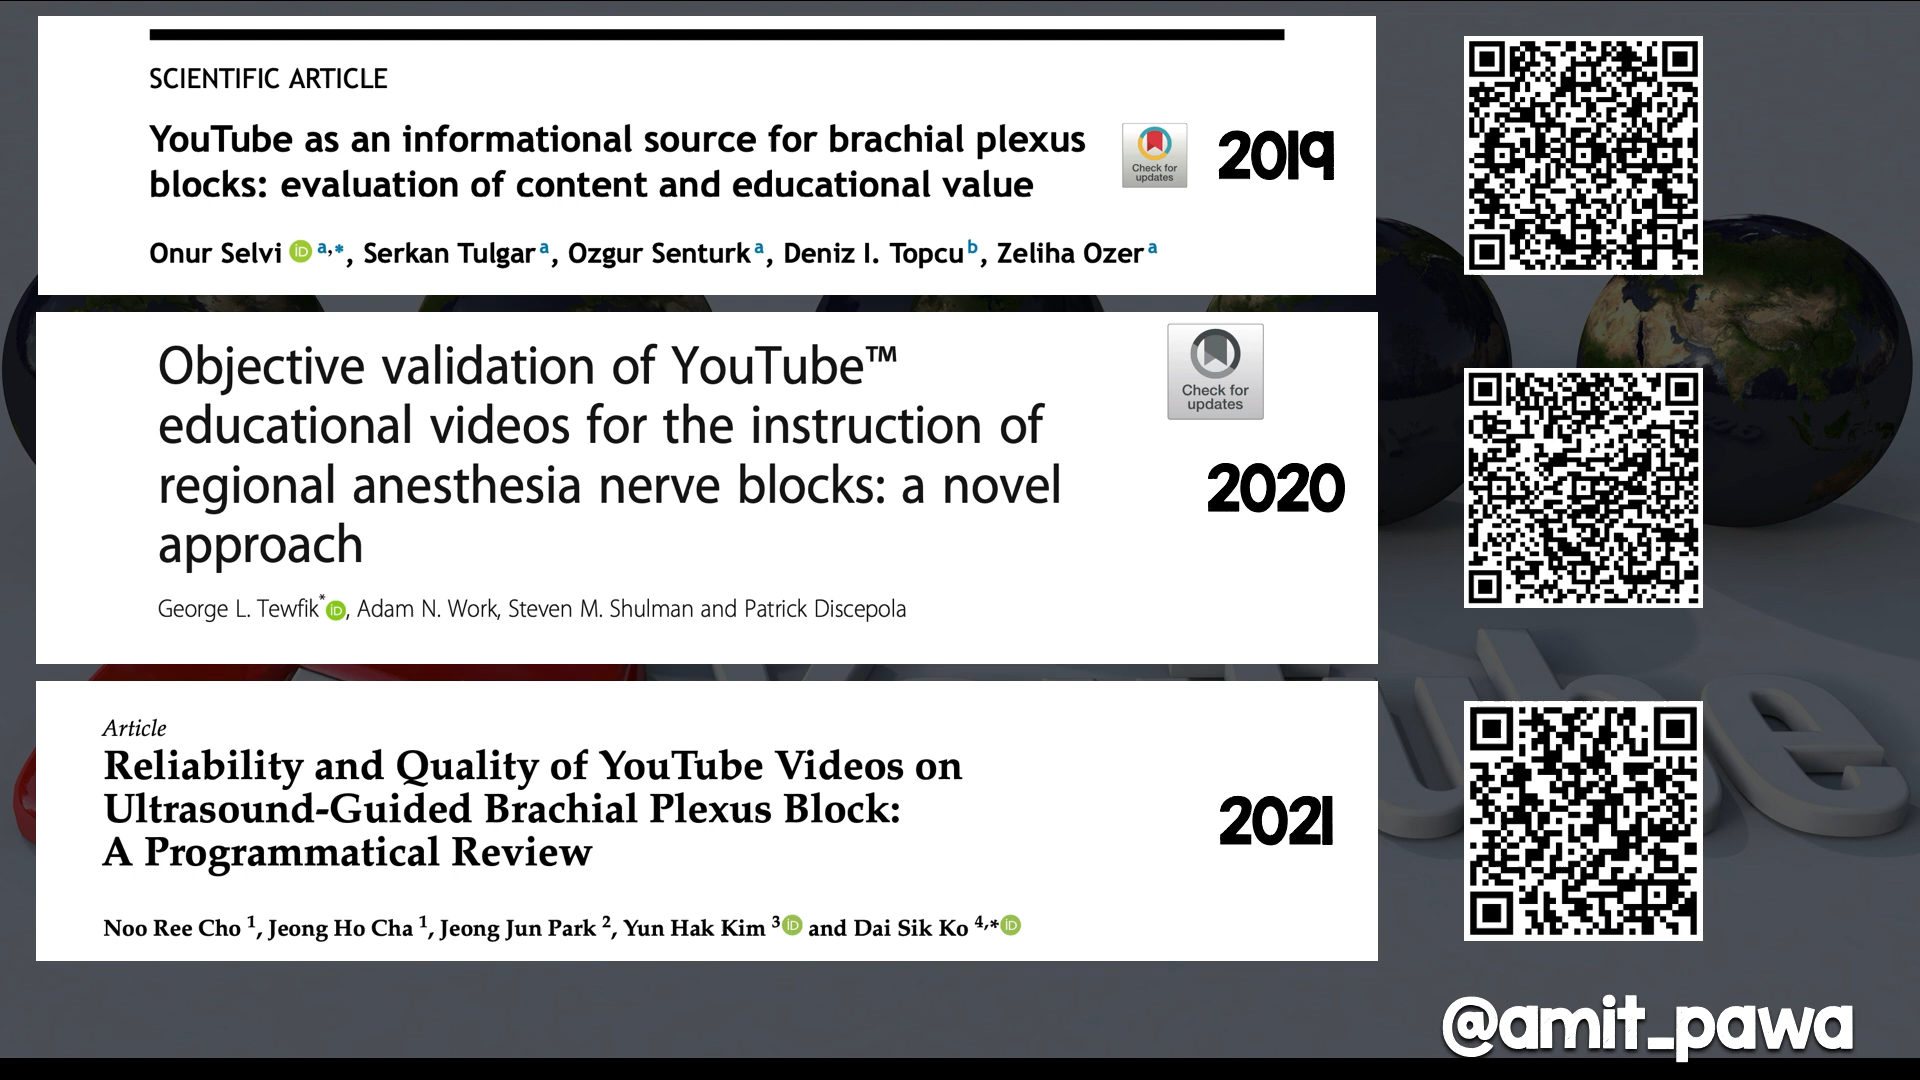 SCIENTIFIC ARTICLE
YouTube as an informational source for brachial plexus
blocks: evaluation of content and educational value
Check for
updates
2019
Onur Selvi iD a,*, Serkan Tulgar a, Ozgur Senturk a, Deniz I. Topcu b, Zeliha Ozer a
Objective validation of YouTube™
educational videos for the instruction of
regional anesthesia nerve blocks: a novel
approach
Check for
updates
2020
George L. Tewfik* iD, Adam N. Work, Steven M. Shulman and Patrick Discepola
Article
Reliability and Quality of YouTube Videos on
Ultrasound-Guided Brachial Plexus Block:
A Programmatical Review
2021
Noo Ree Cho 1, Jeong Ho Cha 1, Jeong Jun Park 2, Yun Hak Kim 3 iD and Dai Sik Ko 4,* iD
@amit_pawa